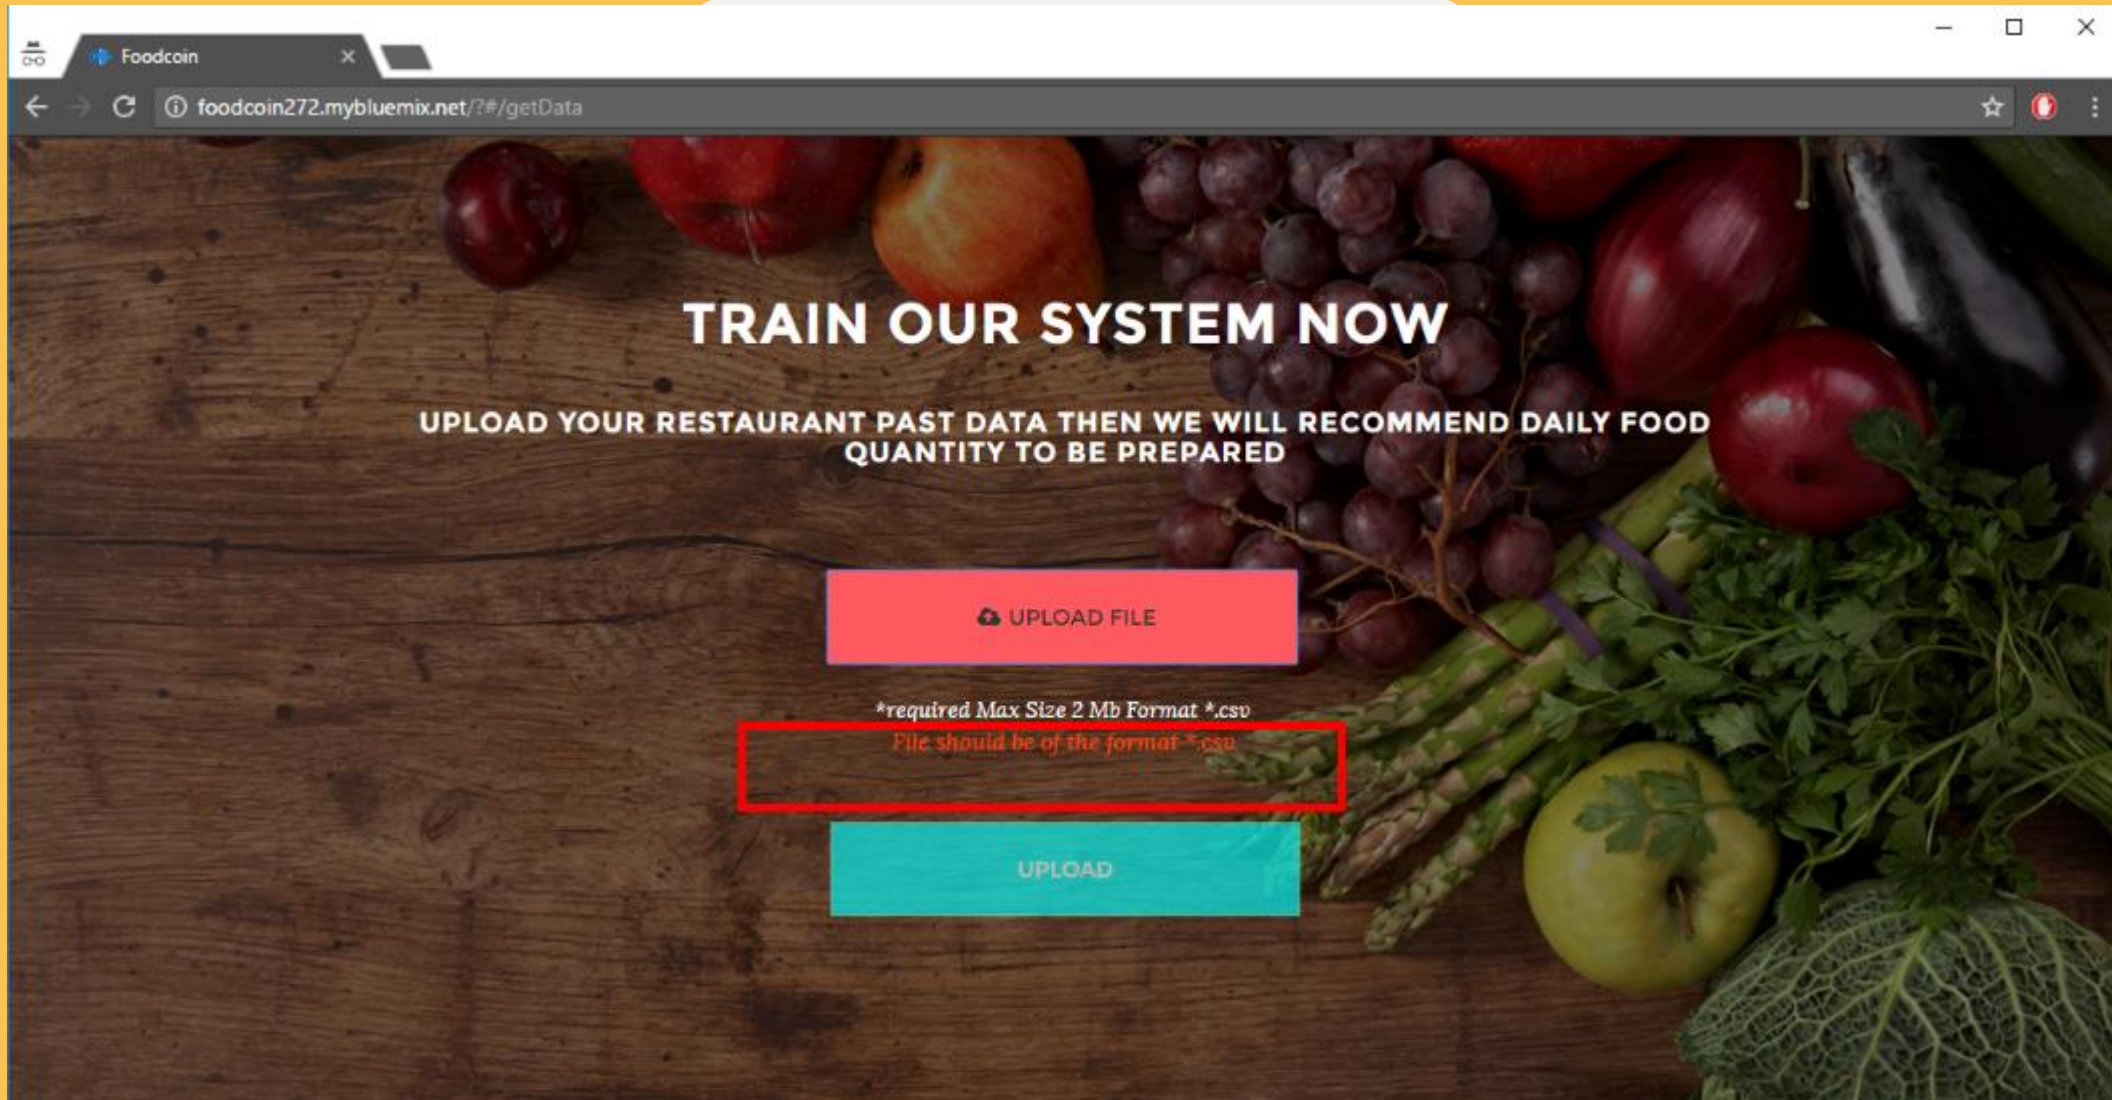 Foodcoin
foodcoin272.mybluemix.net/?#/getData
TRAIN OUR SYSTEM NOW
UPLOAD YOUR RESTAURANT PAST DATA THEN WE WILL RECOMMEND DAILY FOOD
QUANTITY TO BE PREPARED
UPLOAD FILE
*required Max Size 2 Mb Format *.csv
File should be of the format *.csv
UPLOAD